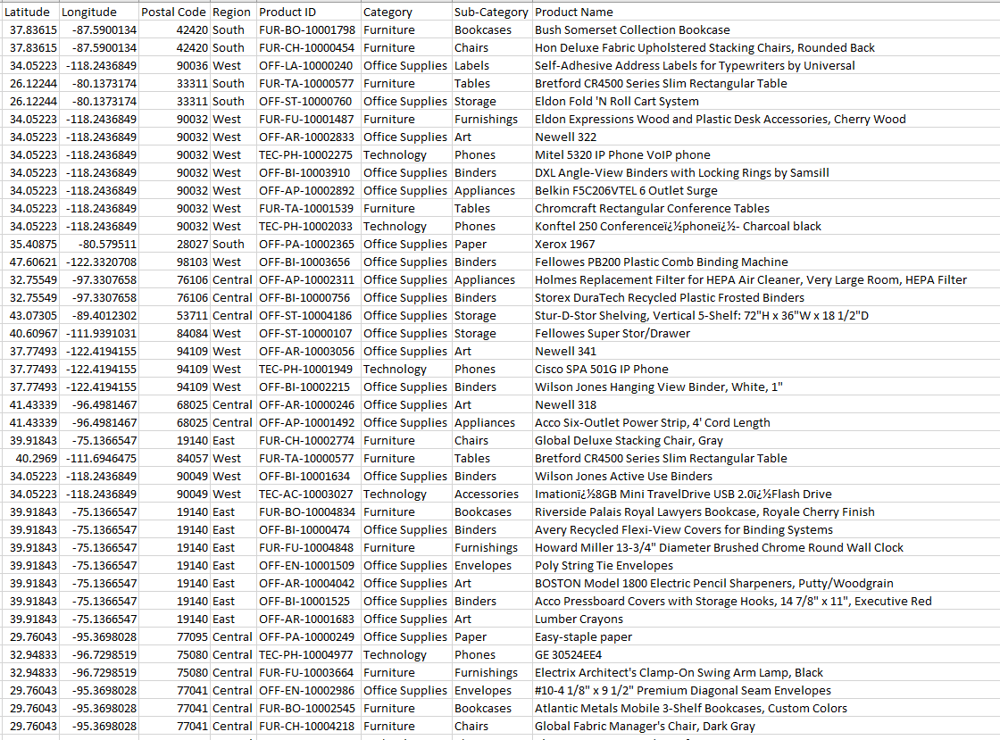 Latitude Longitude Postal Code Region Product ID Category Sub-Category Product Name
37.83615 -87.5900134 42420 South FUR-BO-10001798 Furniture Bookcases Bush Somerset Collection Bookcase
37.83615 -87.5900134 42420 South FUR-CH-10000454 Furniture Chairs Hon Deluxe Fabric Upholstered Stacking Chairs, Rounded Back
34.05223 -118.2436849 90036 West OFF-LA-10000240 Office Supplies Labels Self-Adhesive Address Labels for Typewriters by Universal
26.12244 -80.1373174 33311 South FUR-TA-10000577 Furniture Tables Bretford CR4500 Series Slim Rectangular Table
26.12244 -80.1373174 33311 South OFF-ST-10000760 Office Supplies Storage Eldon Fold 'N Roll Cart System
34.05223 -118.2436849 90032 West FUR-FU-10001487 Furniture Furnishings Eldon Expressions Wood and Plastic Desk Accessories, Cherry Wood
34.05223 -118.2436849 90032 West OFF-AR-10002833 Office Supplies Art Newell 322
34.05223 -118.2436849 90032 West TEC-PH-10002275 Technology Phones Mitel 5320 IP Phone VoIP phone
34.05223 -118.2436849 90032 West OFF-BI-10003910 Office Supplies Binders DXL Angle-View Binders with Locking Rings by Samsill
34.05223 -118.2436849 90032 West OFF-AP-10002892 Office Supplies Appliances Belkin F5C206VTEL 6 Outlet Surge
34.05223 -118.2436849 90032 West FUR-TA-10001539 Furniture Tables Chromcraft Rectangular Conference Tables
34.05223 -118.2436849 90032 West TEC-PH-10002033 Technology Phones Konftel 250 Conferenceï¿½phoneï¿½- Charcoal black
35.40875 -80.579511 28027 South OFF-PA-10002365 Office Supplies Paper Xerox 1967
47.60621 -122.3320708 98103 West OFF-BI-10003656 Office Supplies Binders Fellowes PB200 Plastic Comb Binding Machine
32.75549 -97.3307658 76106 Central OFF-AP-10002311 Office Supplies Appliances Holmes Replacement Filter for HEPA Air Cleaner, Very Large Room, HEPA Filter
32.75549 -97.3307658 76106 Central OFF-BI-10000756 Office Supplies Binders Storex DuraTech Recycled Plastic Frosted Binders
43.07305 -89.4012302 53711 Central OFF-ST-10004186 Office Supplies Storage Stur-D-Stor Shelving, Vertical 5-Shelf: 72"H x 36"W x 18 1/2"D
40.60967 -111.9391031 84084 West OFF-ST-10000107 Office Supplies Storage Fellowes Super Stor/Drawer
37.77493 -122.4194155 94109 West OFF-AR-10003056 Office Supplies Art Newell 341
37.77493 -122.4194155 94109 West TEC-PH-10001949 Technology Phones Cisco SPA 501G IP Phone
37.77493 -122.4194155 94109 West OFF-BI-10002215 Office Supplies Binders Wilson Jones Hanging View Binder, White, 1"
41.43339 -96.4981467 68025 Central OFF-AR-10000246 Office Supplies Art Newell 318
41.43339 -96.4981467 68025 Central OFF-AP-10001492 Office Supplies Appliances Acco Six-Outlet Power Strip, 4' Cord Length
39.91843 -75.1366547 19140 East FUR-CH-10002774 Furniture Chairs Global Deluxe Stacking Chair, Gray
40.2969 -111.6946475 84057 West FUR-TA-10000577 Furniture Tables Bretford CR4500 Series Slim Rectangular Table
34.05223 -118.2436849 90049 West OFF-BI-10001634 Office Supplies Binders Wilson Jones Active Use Binders
34.05223 -118.2436849 90049 West TEC-AC-10003027 Technology Accessories Imationï¿½8GB Mini TravelDrive USB 2.0ï¿½Flash Drive
39.91843 -75.1366547 19140 East FUR-BO-10004834 Furniture Bookcases Riverside Palais Royal Lawyers Bookcase, Royale Cherry Finish
39.91843 -75.1366547 19140 East OFF-BI-10000474 Office Supplies Binders Avery Recycled Flexi-View Covers for Binding Systems
39.91843 -75.1366547 19140 East FUR-FU-10004848 Furniture Furnishings Howard Miller 13-3/4" Diameter Brushed Chrome Round Wall Clock
39.91843 -75.1366547 19140 East OFF-EN-10001509 Office Supplies Envelopes Poly String Tie Envelopes
39.91843 -75.1366547 19140 East OFF-AR-10004042 Office Supplies Art BOSTON Model 1800 Electric Pencil Sharpeners, Putty/Woodgrain
39.91843 -75.1366547 19140 East OFF-BI-10001525 Office Supplies Binders Acco Pressboard Covers with Storage Hooks, 14 7/8" x 11", Executive Red
39.91843 -75.1366547 19140 East OFF-AR-10001683 Office Supplies Art Lumber Crayons
29.76043 -95.3698028 77095 Central OFF-PA-10000249 Office Supplies Paper Easy-staple paper
32.94833 -96.7298519 75080 Central TEC-PH-10004977 Technology Phones GE 30524EE4
32.94833 -96.7298519 75080 Central FUR-FU-10003664 Furniture Furnishings Electrix Architect's Clamp-On Swing Arm Lamp, Black
29.76043 -95.3698028 77041 Central OFF-EN-10002986 Office Supplies Envelopes #10-4 1/8" x 9 1/2" Premium Diagonal Seam Envelopes
29.76043 -95.3698028 77041 Central FUR-BO-10002545 Furniture Bookcases Atlantic Metals Mobile 3-Shelf Bookcases, Custom Colors
29.76043 -95.3698028 77041 Central FUR-CH-10004218 Furniture Chairs Global Fabric Manager's Chair, Dark Gray